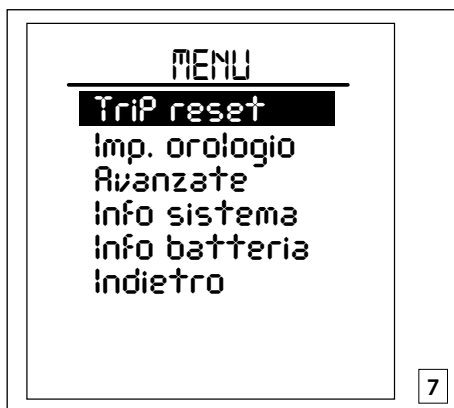 MENU
TriP reset
Imp. orologio
Avanzate
Info sistema
Info batteria
Indietro
7